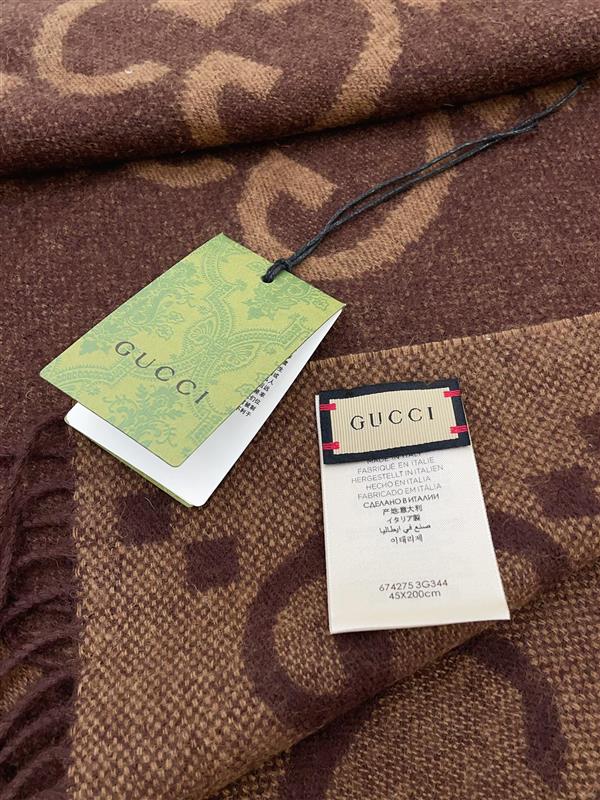 GUCCI
GUCCI
MADE IN ITALY
FABRIQUÉ EN ITALIE
HERGESTELLT IN ITALIEN
HECHO EN ITALIA
FABRICADO EM ITÁLIA
СДЕЛАНО В ИТАЛИИ
产地:意大利
イタリア製
صنع في ايطاليا
이태리제
674275 3G344
45X200cm